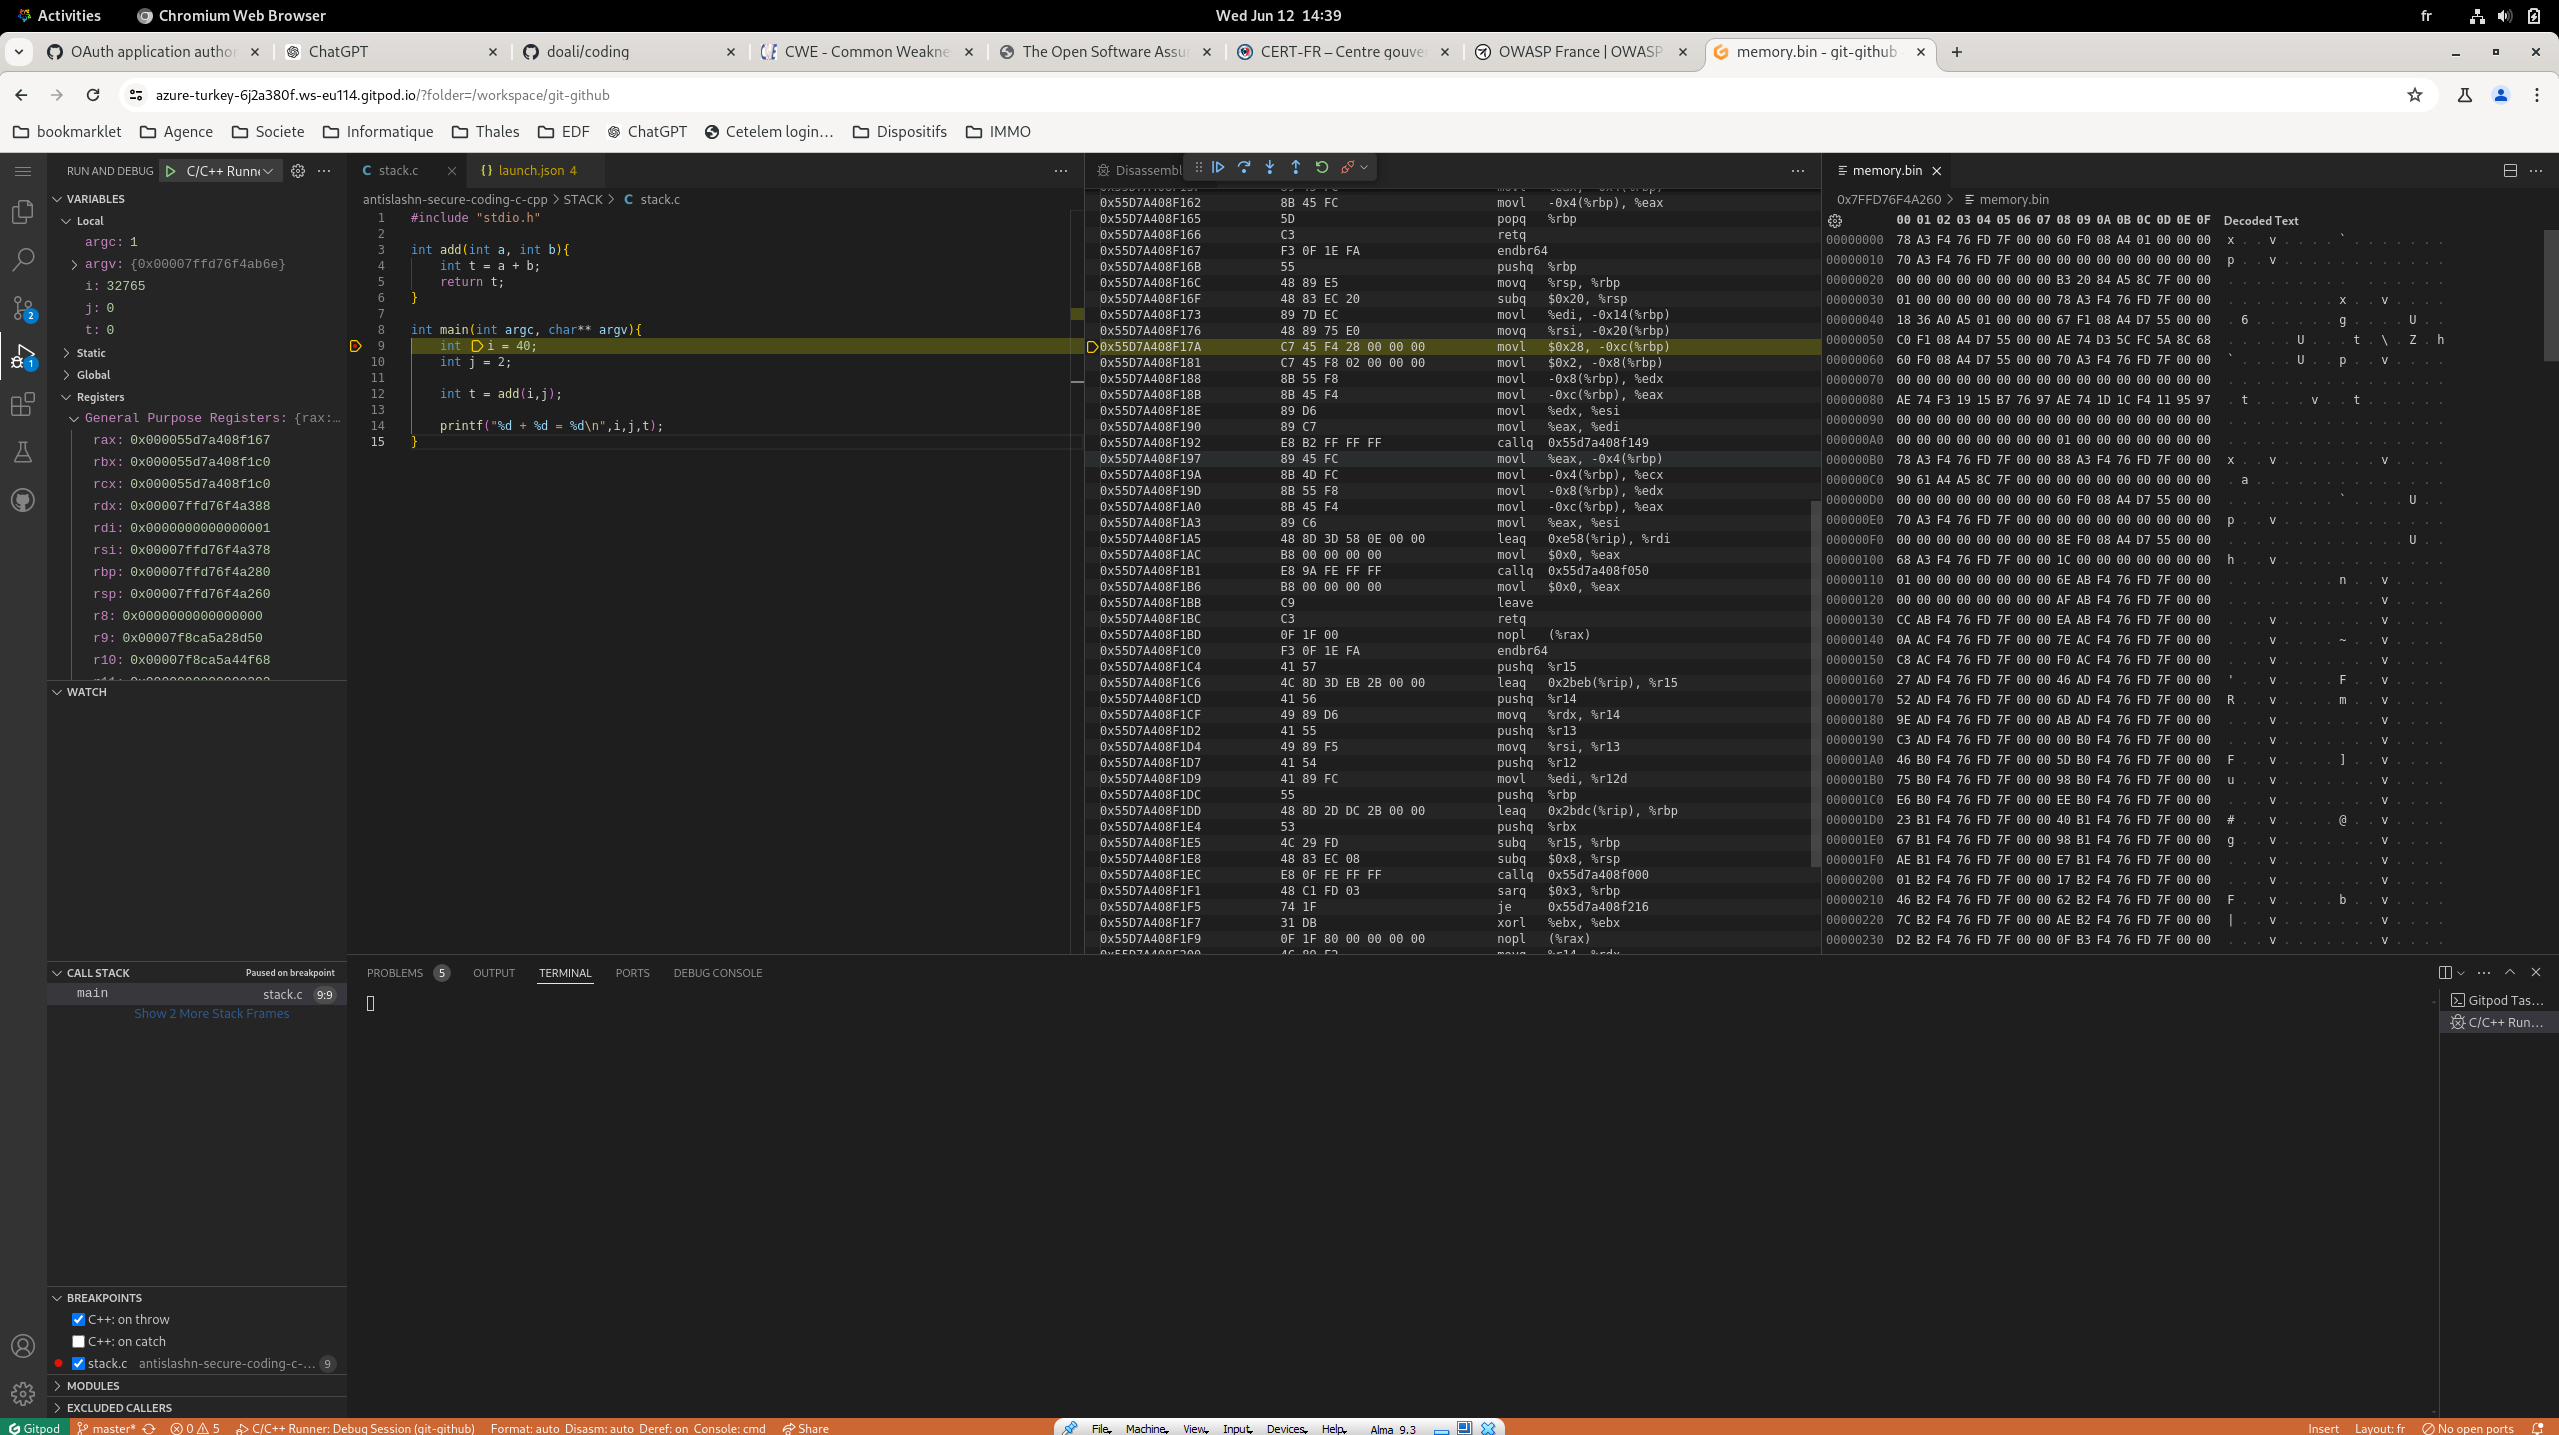 Activities Chromium Web Browser Wed Jun 12 14:39 fr
OAuth application author ChatGPT doali/coding CWE - Common Weakne The Open Software Assu CERT-FR – Centre gouve OWASP France | OWASP memory.bin - git-github
azure-turkey-6j2a380f.ws-eu114.gitpod.io/?folder=/workspace/git-github
bookmarklet Agence Societe Informatique Thales EDF ChatGPT Cetelem login... Dispositifs IMMO
RUN AND DEBUG C/C++ Runne
VARIABLES
Local
argc: 1
argv: {0x00007ffd76f4ab6e}
i: 32765
j: 0
t: 0
Static
Global
Registers
General Purpose Registers: {rax:...
rax: 0x000055d7a408f167
rbx: 0x000055d7a408f1c0
rcx: 0x000055d7a408f1c0
rdx: 0x00007ffd76f4a388
rdi: 0x0000000000000001
rsi: 0x00007ffd76f4a378
rbp: 0x00007ffd76f4a280
rsp: 0x00007ffd76f4a260
r8: 0x0000000000000000
r9: 0x00007f8ca5a28d50
r10: 0x00007f8ca5a44f68
WATCH
CALL STACK Paused on breakpoint
main stack.c 9:9
Show 2 More Stack Frames
BREAKPOINTS
C++: on throw
C++: on catch
stack.c antislashn-secure-coding-c-... 9
MODULES
EXCLUDED CALLERS
2
1
stack.c launch.json 4
antislashn-secure-coding-c-cpp > STACK > C stack.c
1 #include "stdio.h"
2
3 int add(int a, int b){
4 int t = a + b;
5 return t;
6 }
7
8 int main(int argc, char** argv){
9 int i = 40;
10 int j = 2;
11
12 int t = add(i,j);
13
14 printf("%d + %d = %d\n",i,j,t);
15 }
Disassembl
0x55D7A408F162 8B 45 FC movl -0x4(%rbp), %eax
0x55D7A408F165 5D popq %rbp
0x55D7A408F166 C3 retq
0x55D7A408F167 F3 0F 1E FA endbr64
0x55D7A408F16B 55 pushq %rbp
0x55D7A408F16C 48 89 E5 movq %rsp, %rbp
0x55D7A408F16F 48 83 EC 20 subq $0x20, %rsp
0x55D7A408F173 89 7D EC movl %edi, -0x14(%rbp)
0x55D7A408F176 48 89 75 E0 movq %rsi, -0x20(%rbp)
0x55D7A408F17A C7 45 F4 28 00 00 00 movl $0x28, -0xc(%rbp)
0x55D7A408F181 C7 45 F8 02 00 00 00 movl $0x2, -0x8(%rbp)
0x55D7A408F188 8B 55 F8 movl -0x8(%rbp), %edx
0x55D7A408F18B 8B 45 F4 movl -0xc(%rbp), %eax
0x55D7A408F18E 89 D6 movl %edx, %esi
0x55D7A408F190 89 C7 movl %eax, %edi
0x55D7A408F192 E8 B2 FF FF FF callq 0x55d7a408f149
0x55D7A408F197 89 45 FC movl %eax, -0x4(%rbp)
0x55D7A408F19A 8B 4D FC movl -0x4(%rbp), %ecx
0x55D7A408F19D 8B 55 F8 movl -0x8(%rbp), %edx
0x55D7A408F1A0 8B 45 F4 movl -0xc(%rbp), %eax
0x55D7A408F1A3 89 C6 movl %eax, %esi
0x55D7A408F1A5 48 8D 3D 58 0E 00 00 leaq 0xe58(%rip), %rdi
0x55D7A408F1AC B8 00 00 00 00 movl $0x0, %eax
0x55D7A408F1B1 E8 9A FE FF FF callq 0x55d7a408f050
0x55D7A408F1B6 B8 00 00 00 00 movl $0x0, %eax
0x55D7A408F1BB C9 leave
0x55D7A408F1BC C3 retq
0x55D7A408F1BD 0F 1F 00 nopl (%rax)
0x55D7A408F1C0 F3 0F 1E FA endbr64
0x55D7A408F1C4 41 57 pushq %r15
0x55D7A408F1C6 4C 8D 3D EB 2B 00 00 leaq 0x2beb(%rip), %r15
0x55D7A408F1CD 41 56 pushq %r14
0x55D7A408F1CF 49 89 D6 movq %rdx, %r14
0x55D7A408F1D2 41 55 pushq %r13
0x55D7A408F1D4 49 89 F5 movq %rsi, %r13
0x55D7A408F1D7 41 54 pushq %r12
0x55D7A408F1D9 41 89 FC movl %edi, %r12d
0x55D7A408F1DC 55 pushq %rbp
0x55D7A408F1DD 48 8D 2D DC 2B 00 00 leaq 0x2bdc(%rip), %rbp
0x55D7A408F1E4 53 pushq %rbx
0x55D7A408F1E5 4C 29 FD subq %r15, %rbp
0x55D7A408F1E8 48 83 EC 08 subq $0x8, %rsp
0x55D7A408F1EC E8 0F FE FF FF callq 0x55d7a408f000
0x55D7A408F1F1 48 C1 FD 03 sarq $0x3, %rbp
0x55D7A408F1F5 74 1F je 0x55d7a408f216
0x55D7A408F1F7 31 DB xorl %ebx, %ebx
0x55D7A408F1F9 0F 1F 80 00 00 00 00 nopl (%rax)
memory.bin
0x7FFD76F4A260 > memory.bin
00 01 02 03 04 05 06 07 08 09 0A 0B 0C 0D 0E 0F Decoded Text
00000000 78 A3 F4 76 FD 7F 00 00 60 F0 08 A4 01 00 00 00 x . . v . . . . ` . . . . . . .
00000010 70 A3 F4 76 FD 7F 00 00 00 00 00 00 00 00 00 00 p . . v . . . . . . . . . . . .
00000020 00 00 00 00 00 00 00 00 B3 20 84 A5 8C 7F 00 00 . . . . . . . . . . . . . . . .
00000030 01 00 00 00 00 00 00 00 78 A3 F4 76 FD 7F 00 00 . . . . . . . . x . . v . . . .
00000040 18 36 A0 A5 01 00 00 00 67 F1 08 A4 D7 55 00 00 . 6 . . . . . . g . . . . U . .
00000050 C0 F1 08 A4 D7 55 00 00 AE 74 D3 5C FC 5A 8C 68 . . . . . U . . . t . \ . Z . h
00000060 60 F0 08 A4 D7 55 00 00 70 A3 F4 76 FD 7F 00 00 ` . . . . U . . p . . v . . . .
00000070 00 00 00 00 00 00 00 00 00 00 00 00 00 00 00 00 . . . . . . . . . . . . . . . .
00000080 AE 74 F3 19 15 B7 76 97 AE 74 1D 1C F4 11 95 97 . t . . . . v . . t . . . . . .
00000090 00 00 00 00 00 00 00 00 00 00 00 00 00 00 00 00 . . . . . . . . . . . . . . . .
000000A0 00 00 00 00 00 00 00 00 01 00 00 00 00 00 00 00 . . . . . . . . . . . . . . . .
000000B0 78 A3 F4 76 FD 7F 00 00 88 A3 F4 76 FD 7F 00 00 x . . v . . . . . . . v . . . .
000000C0 90 61 A4 A5 8C 7F 00 00 00 00 00 00 00 00 00 00 . a . . . . . . . . . . . . . .
000000D0 00 00 00 00 00 00 00 00 60 F0 08 A4 D7 55 00 00 . . . . . . . . ` . . . . U . .
000000E0 70 A3 F4 76 FD 7F 00 00 00 00 00 00 00 00 00 00 p . . v . . . . . . . . . . . .
000000F0 00 00 00 00 00 00 00 00 8E F0 08 A4 D7 55 00 00 . . . . . . . . . . . . . U . .
00000100 68 A3 F4 76 FD 7F 00 00 1C 00 00 00 00 00 00 00 h . . v . . . . . . . . . . . .
00000110 01 00 00 00 00 00 00 00 6E AB F4 76 FD 7F 00 00 . . . . . . . . n . . v . . . .
00000120 00 00 00 00 00 00 00 00 AF AB F4 76 FD 7F 00 00 . . . . . . . . . . . v . . . .
00000130 CC AB F4 76 FD 7F 00 00 EA AB F4 76 FD 7F 00 00 . . . v . . . . . . . v . . . .
00000140 0A AC F4 76 FD 7F 00 00 7E AC F4 76 FD 7F 00 00 . . . v . . . . ~ . . v . . . .
00000150 C8 AC F4 76 FD 7F 00 00 F0 AC F4 76 FD 7F 00 00 . . . v . . . . . . . v . . . .
00000160 27 AD F4 76 FD 7F 00 00 46 AD F4 76 FD 7F 00 00 ' . . v . . . . F . . v . . . .
00000170 52 AD F4 76 FD 7F 00 00 6D AD F4 76 FD 7F 00 00 R . . v . . . . m . . v . . . .
00000180 9E AD F4 76 FD 7F 00 00 AB AD F4 76 FD 7F 00 00 . . . v . . . . . . . v . . . .
00000190 C3 AD F4 76 FD 7F 00 00 00 B0 F4 76 FD 7F 00 00 . . . v . . . . . . . v . . . .
000001A0 46 B0 F4 76 FD 7F 00 00 5D B0 F4 76 FD 7F 00 00 F . . v . . . . ] . . v . . . .
000001B0 75 B0 F4 76 FD 7F 00 00 98 B0 F4 76 FD 7F 00 00 u . . v . . . . . . . v . . . .
000001C0 E6 B0 F4 76 FD 7F 00 00 EE B0 F4 76 FD 7F 00 00 . . . v . . . . . . . v . . . .
000001D0 23 B1 F4 76 FD 7F 00 00 40 B1 F4 76 FD 7F 00 00 # . . v . . . . @ . . v . . . .
000001E0 67 B1 F4 76 FD 7F 00 00 98 B1 F4 76 FD 7F 00 00 g . . v . . . . . . . v . . . .
000001F0 AE B1 F4 76 FD 7F 00 00 E7 B1 F4 76 FD 7F 00 00 . . . v . . . . . . . v . . . .
00000200 01 B2 F4 76 FD 7F 00 00 17 B2 F4 76 FD 7F 00 00 . . . v . . . . . . . v . . . .
00000210 46 B2 F4 76 FD 7F 00 00 62 B2 F4 76 FD 7F 00 00 F . . v . . . . b . . v . . . .
00000220 7C B2 F4 76 FD 7F 00 00 AE B2 F4 76 FD 7F 00 00 | . . v . . . . . . . v . . . .
00000230 D2 B2 F4 76 FD 7F 00 00 0F B3 F4 76 FD 7F 00 00 . . . v . . . . . . . v . . . .
PROBLEMS 5 OUTPUT TERMINAL PORTS DEBUG CONSOLE
Gitpod Tas...
C/C++ Run...
Gitpod master* 0 5 C/C++ Runner: Debug Session (git-github) Format: auto Disasm: auto Deref: on Console: cmd Share
File Machine View Input Devices Help Alma 9.3
Insert Layout: fr No open ports